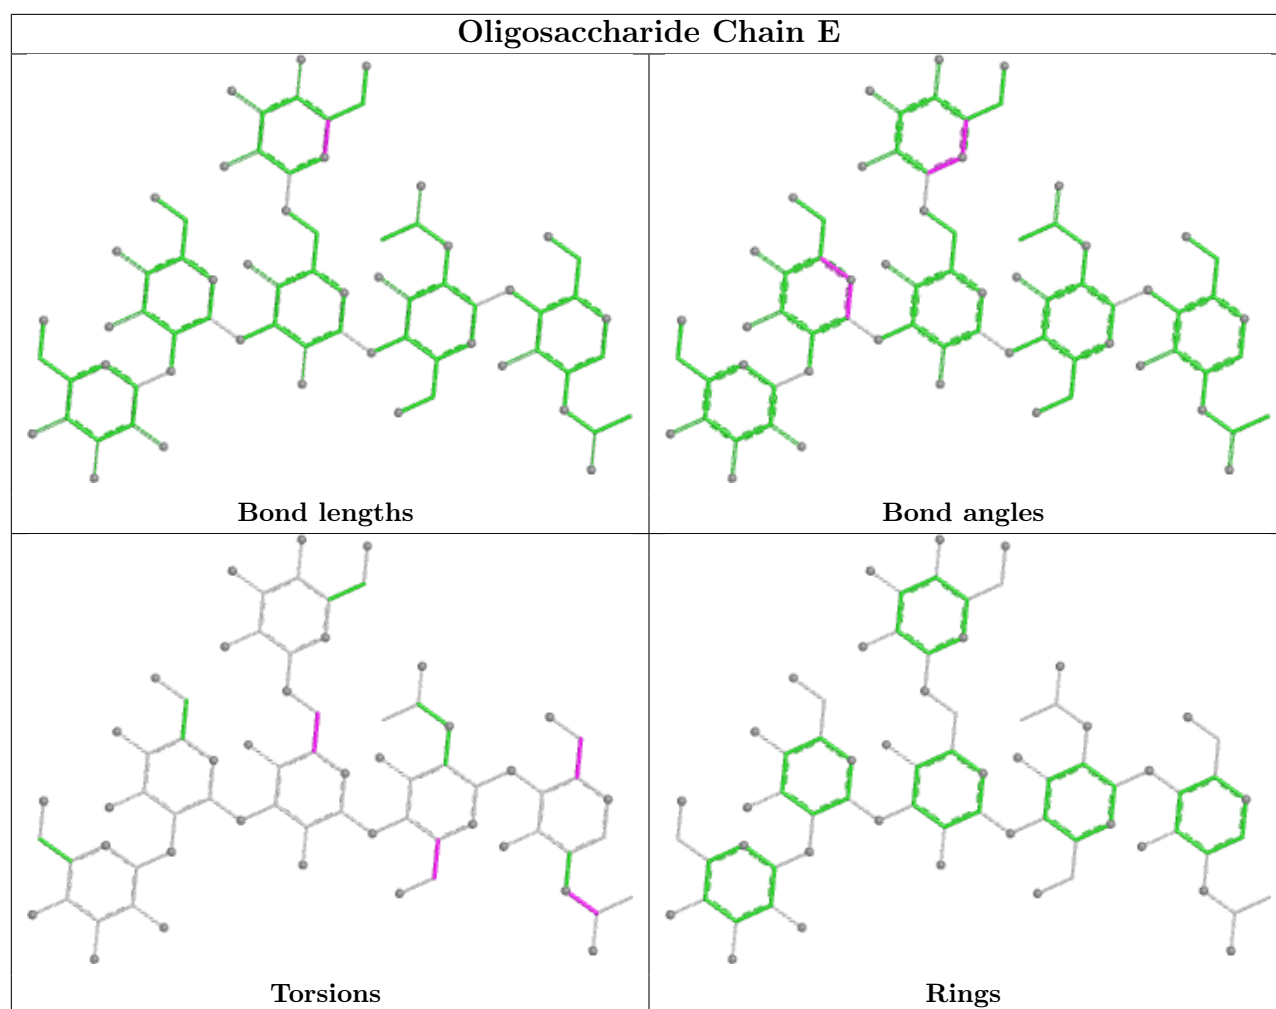 Oligosaccharide Chain E
Bond lengths
Bond angles
Torsions
Rings